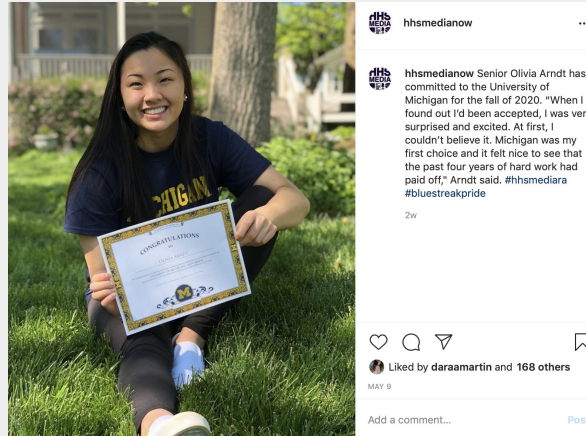 hhsmedianow
HHS
MEDIA
hhsmedianow Senior Olivia Arndt has
committed to the University of
Michigan for the fall of 2020. “When I
found out I’d been accepted, I was ver
surprised and excited. At first, I
couldn’t believe it. Michigan was my
first choice and it felt nice to see that
the past four years of hard work had
paid off," Arndt said. #hhsmediara
#bluestreakpride
2w
HHS
MEDIA
CHIGAN
CONGRATULATIONS
M
Liked by daraamartin and 168 others
MAY 9
Add a comment...
Pos